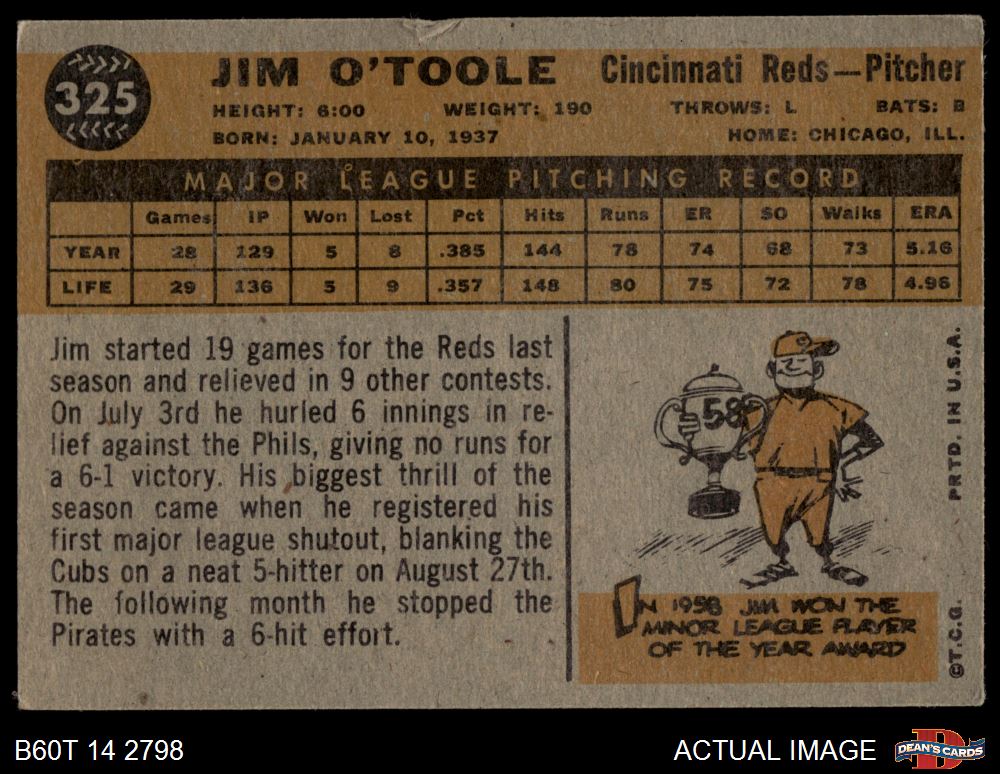 325
JIM O'TOOLE Cincinnati Reds—Pitcher
HEIGHT: 6:00 WEIGHT: 190 THROWS: L BATS: B
BORN: JANUARY 10, 1937 HOME: CHICAGO, ILL.
MAJOR LEAGUE PITCHING RECORD
Games IP Won Lost Pct Hits Runs ER SO Walks ERA
YEAR 28 129 5 8 .385 144 78 74 68 73 5.16
LIFE 29 136 5 9 .357 148 80 75 72 78 4.96
Jim started 19 games for the Reds last
season and relieved in 9 other contests.
On July 3rd he hurled 6 innings in re-
lief against the Phils, giving no runs for
a 6-1 victory. His biggest thrill of the
season came when he registered his
first major league shutout, blanking the
Cubs on a neat 5-hitter on August 27th.
The following month he stopped the
Pirates with a 6-hit effort.
C
58
IN 1958 JIM WON THE
MINOR LEAGUE PLAYER
OF THE YEAR AWARD
©T.C.G. PRTD. IN U.S.A.
B60T 14 2798
ACTUAL IMAGE
D
DEAN'S CARDS